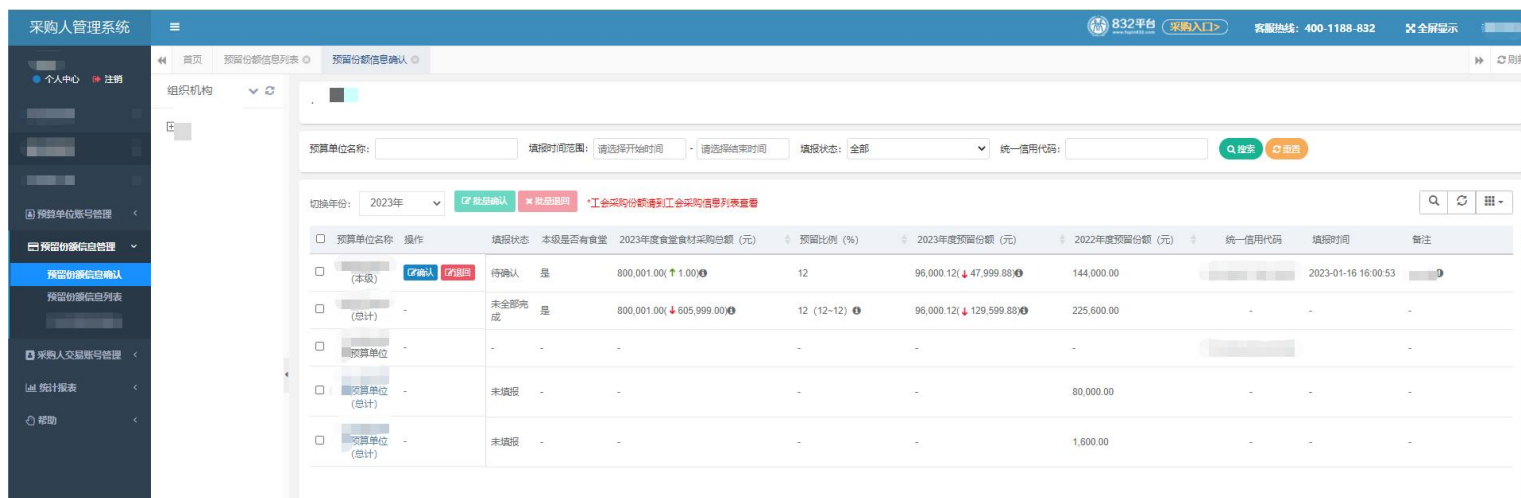 采购人管理系统
832平台
采购入口>
客服热线：400-1188-832
全屏显示
个人中心 注销
首页 预留份额信息列表 预留份额信息确认
组织机构
预算单位名称：
填报时间范围： 请选择开始时间 - 请选择结束时间
填报状态： 全部
统一信用代码：
搜索 重置
切换年份： 2023年 批量确认 批量退回 *工会采购份额请到工会采购信息列表查看
预算单位账号管理
预留份额信息管理
预留份额信息确认
预留份额信息列表
采购人交易账号管理
统计报表
帮助
预算单位名称 操作 填报状态 本级是否有食堂 2023年度食堂食材采购总额（元） 预留比例（%） 2023年度预留份额（元） 2022年度预留份额（元） 统一信用代码 填报时间 备注
（本级） 确认 退回 待确认 是 800,001.00(↑1.00) 12 96,000.12(↓47,999.88) 144,000.00 2023-01-16 16:00:53
（总计） - 未全部完成 是 800,001.00(↓605,999.00) 12（12~12） 96,000.12(↓129,599.88) 225,600.00 - - -
预算单位 - - - - - - - -
预算单位（总计） - 未填报 - - - - 80,000.00 - - -
预算单位（总计） - 未填报 - - - - 1,600.00 - - -